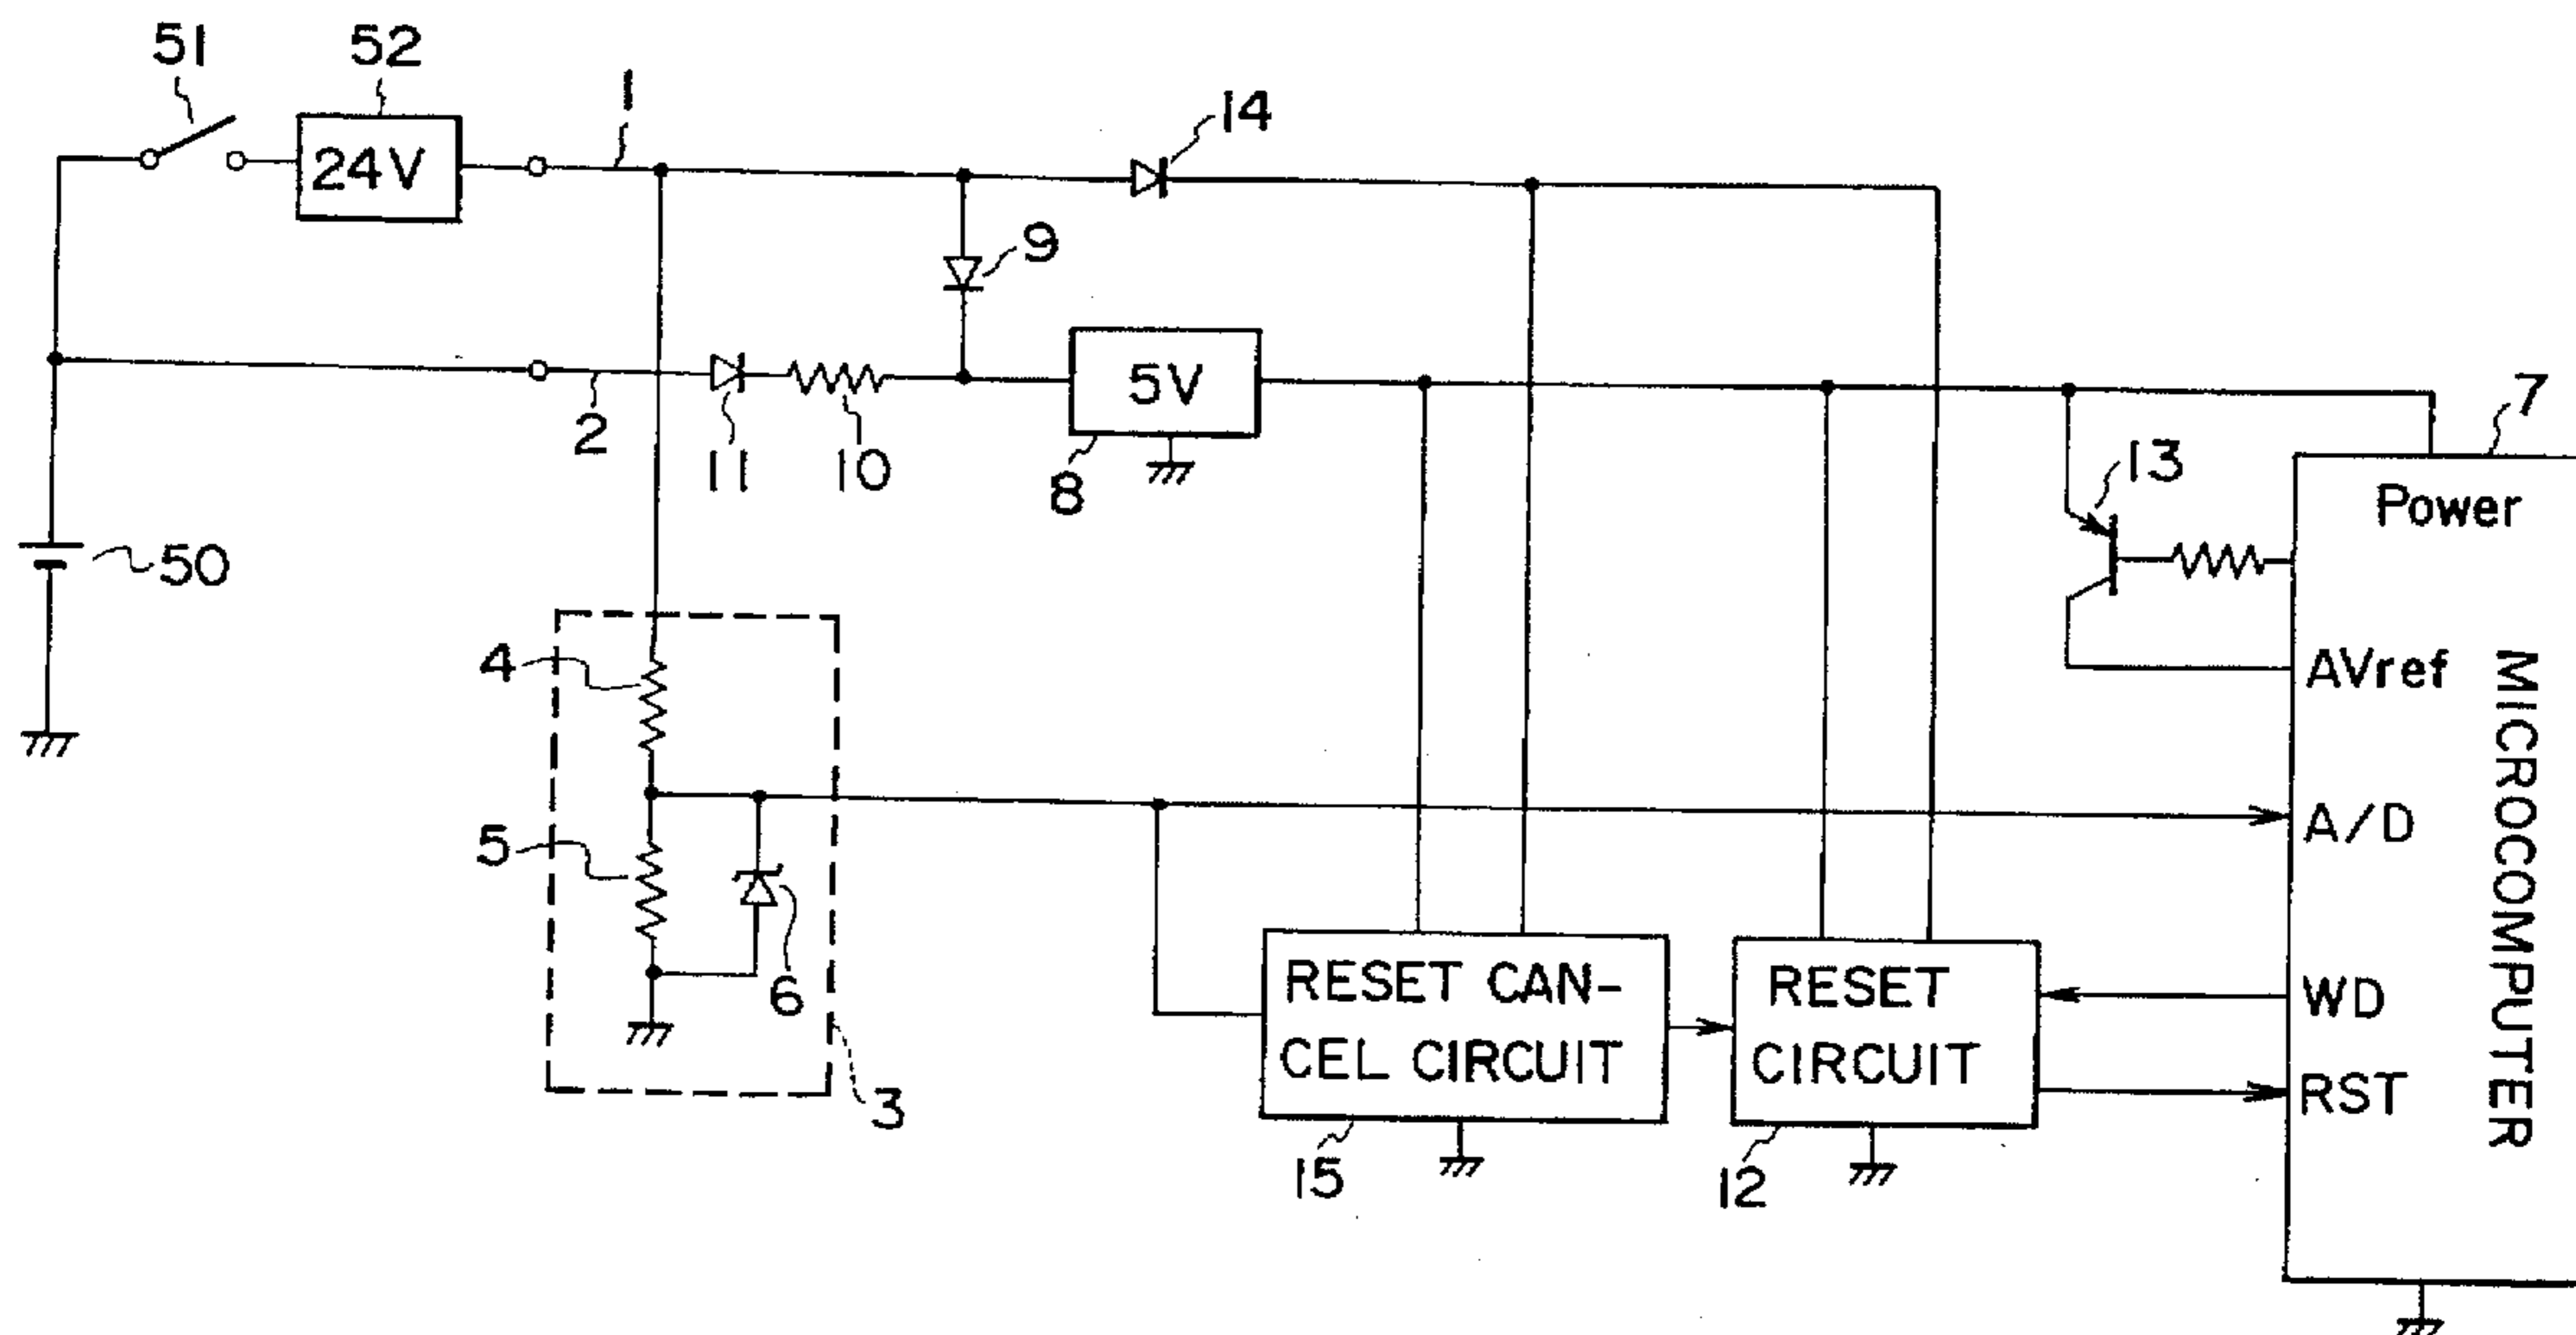 51
52
1
14
24V
9
5V
2
11
10
8
7
13
Power
50
4
AVref
MICROCOMPUTER
A/D
5
6
RESET CAN-
CEL CIRCUIT
RESET
CIRCUIT
WD
RST
3
15
12